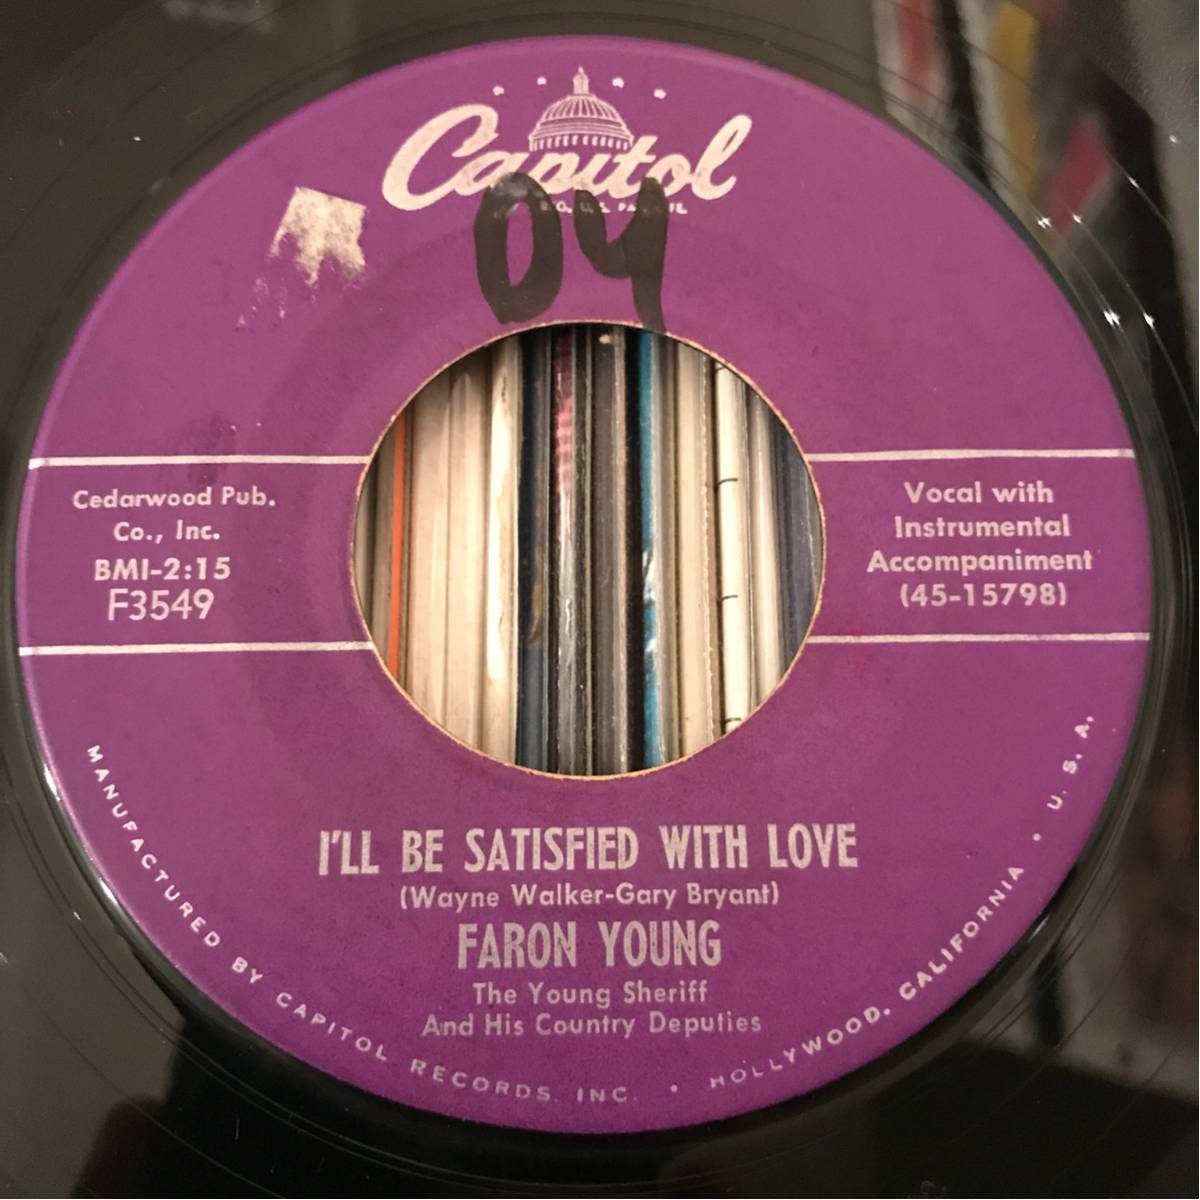 Capitol
04
Cedarwood Pub.
Co., Inc.
BMI-2:15
F3549
Vocal with
Instrumental
Accompaniment
(45-15798)
I'LL BE SATISFIED WITH LOVE
(Wayne Walker-Gary Bryant)
FARON YOUNG
The Young Sheriff
And His Country Deputies
MANUFACTURED BY CAPITOL RECORDS, INC. • HOLLYWOOD, CALIFORNIA • U. S. A.